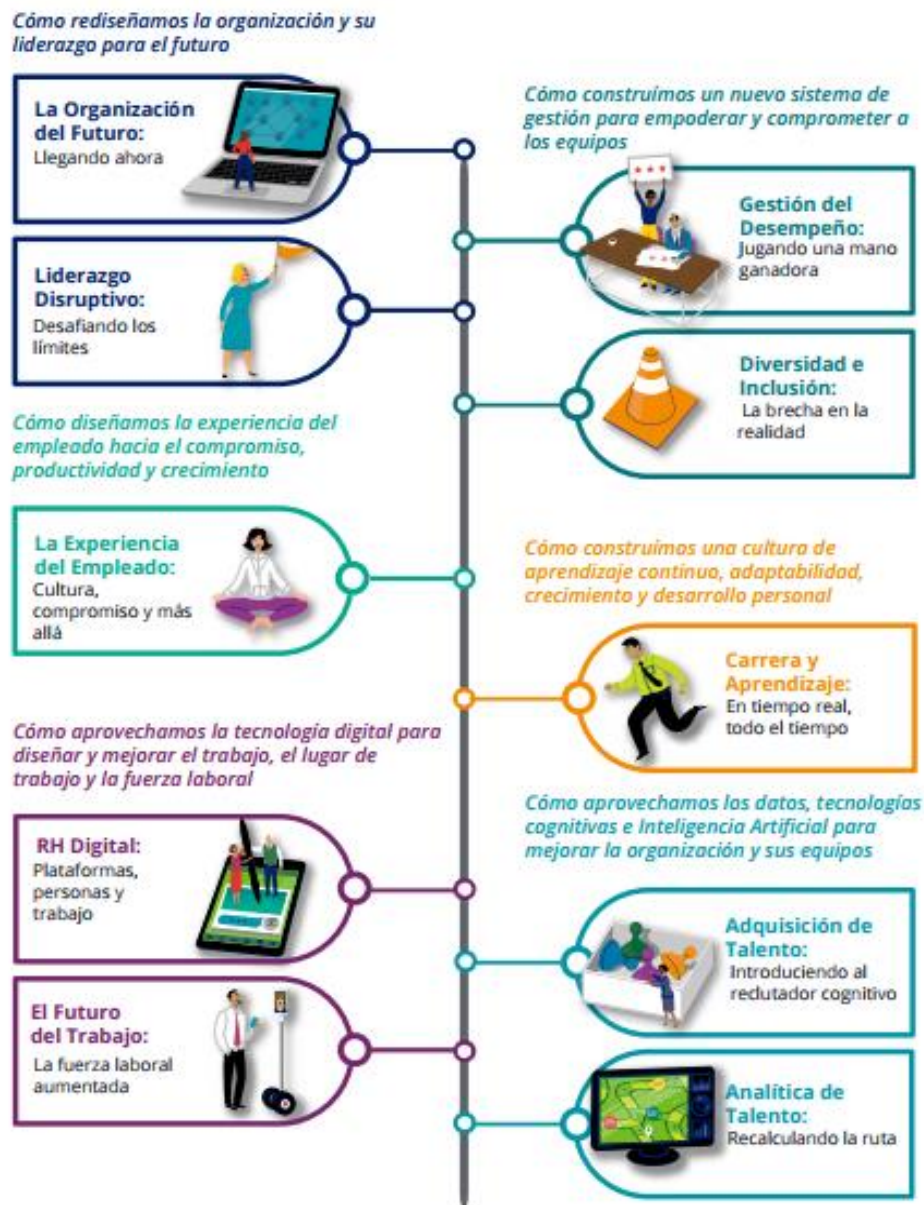 Cómo rediseñamos la organización y su
liderazgo para el futuro
La Organización
del Futuro:
Llegando ahora
Liderazgo
Disruptivo:
Desafiando los
límites
Cómo construímos un nuevo sistema de
gestión para empoderar y comprometer a
los equipos
Gestión del
Desempeño:
Jugando una mano
ganadora
Diversidad e
Inclusión:
La brecha en la
realidad
Cómo diseñamos la experiencia del
empleado hacia el compromiso,
productividad y crecimiento
La Experiencia
del Empleado:
Cultura,
compromiso y más
allá
Cómo construímos una cultura de
aprendizaje continuo, adaptabilidad,
crecimiento y desarrollo personal
Carrera y
Aprendizaje:
En tiempo real,
todo el tiempo
Cómo aprovechamos la tecnología digital para
diseñar y mejorar el trabajo, el lugar de
trabajo y la fuerza laboral
RH Digital:
Plataformas,
personas y
trabajo
El Futuro
del Trabajo:
La fuerza laboral
aumentada
Cómo aprovechamos los datos, tecnologías
cognitivas e Inteligencia Artificial para
mejorar la organización y sus equipos
Adquisición de
Talento:
Introduciendo al
reclutador cognitivo
Analítica de
Talento:
Recalculando la ruta